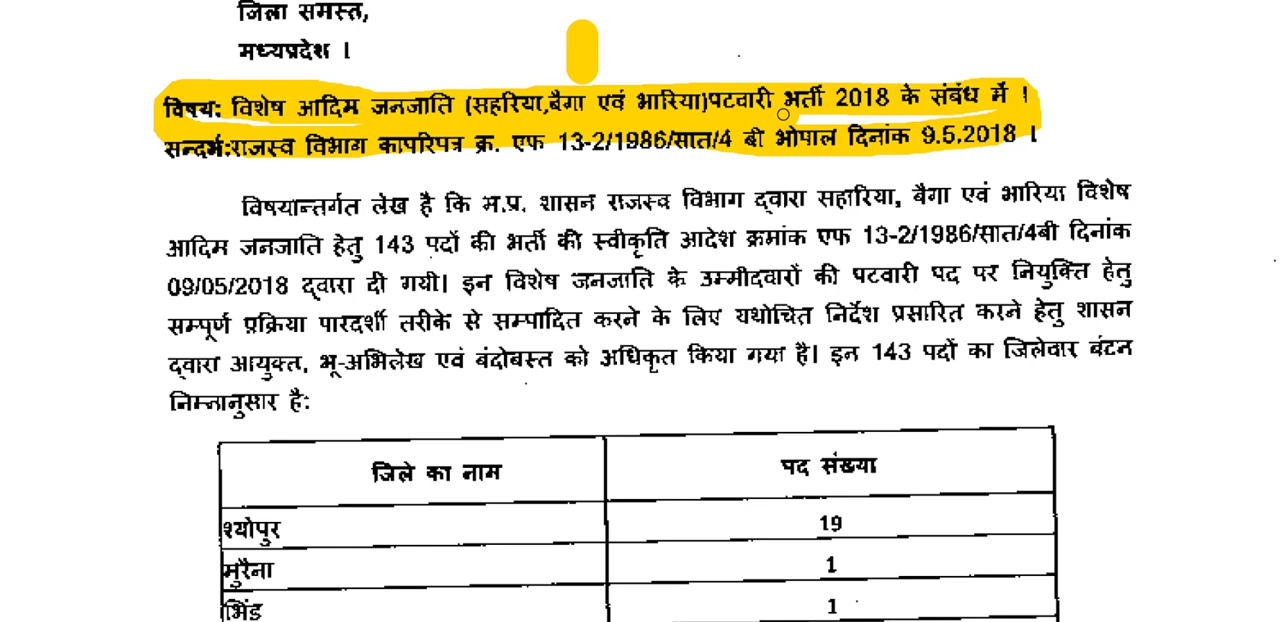 जिला समस्त,
मध्यप्रदेश ।
विषय: विशेष आदिम जनजाति (सहरिया,बैगा एवं भारिया)पटवारी भर्ती 2018 के संबंध में ।
सन्दर्भ:राजस्व विभाग कापरिपत्र क्र. एफ 13-2/1986/सात/4 बी भोपाल दिनांक 9.5.2018 ।
विषयान्तर्गत लेख है कि म.प्र. शासन राजस्व विभाग द्वारा सहारिया, बैगा एवं भारिया विशेष
आदिम जनजाति हेतु 143 पदों की भर्ती की स्वीकृति आदेश क्रमांक एफ 13-2/1986/सात/4बी दिनांक
09/05/2018 द्वारा दी गयी। इन विशेष जनजाति के उम्मीदवारों की पटवारी पद पर नियुक्ति हेतु
सम्पूर्ण प्रक्रिया पारदर्शी तरीके से सम्पादित करने के लिए यथोचित निर्देश प्रसारित करने हेतु शासन
द्वारा आयुक्त, भू-अभिलेख एवं बंदोबस्त को अधिकृत किया गया है। इन 143 पदों का जिलेवार बंटन
निम्नानुसार है:
जिले का नाम पद संख्या
श्योपुर 19
मुरैना 1
भिंड 1